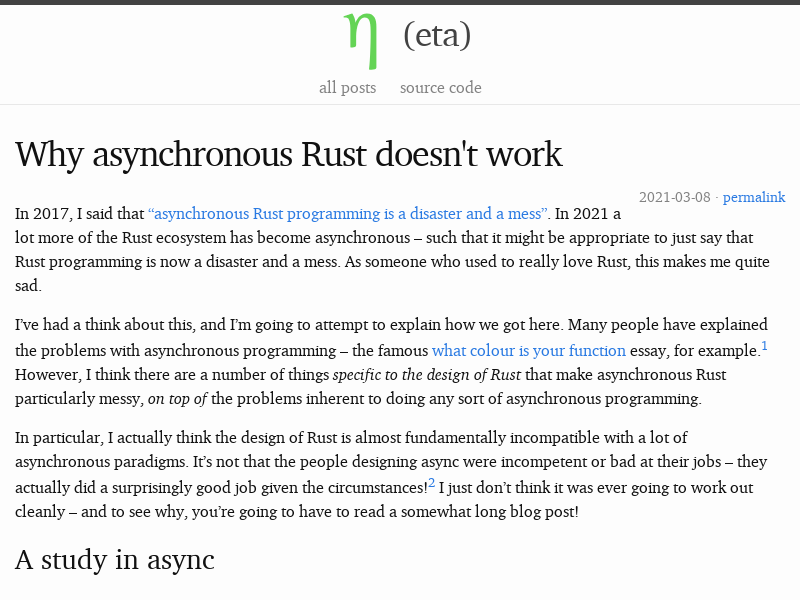 η (eta)
all posts source code
Why asynchronous Rust doesn't work
2021-03-08 · permalink
In 2017, I said that “asynchronous Rust programming is a disaster and a mess”. In 2021 a
lot more of the Rust ecosystem has become asynchronous – such that it might be appropriate to just say that
Rust programming is now a disaster and a mess. As someone who used to really love Rust, this makes me quite
sad.
I’ve had a think about this, and I’m going to attempt to explain how we got here. Many people have explained
the problems with asynchronous programming – the famous what colour is your function essay, for example.1
However, I think there are a number of things specific to the design of Rust that make asynchronous Rust
particularly messy, on top of the problems inherent to doing any sort of asynchronous programming.
In particular, I actually think the design of Rust is almost fundamentally incompatible with a lot of
asynchronous paradigms. It’s not that the people designing async were incompetent or bad at their jobs – they
actually did a surprisingly good job given the circumstances!2 I just don’t think it was ever going to work out
cleanly – and to see why, you’re going to have to read a somewhat long blog post!
A study in async